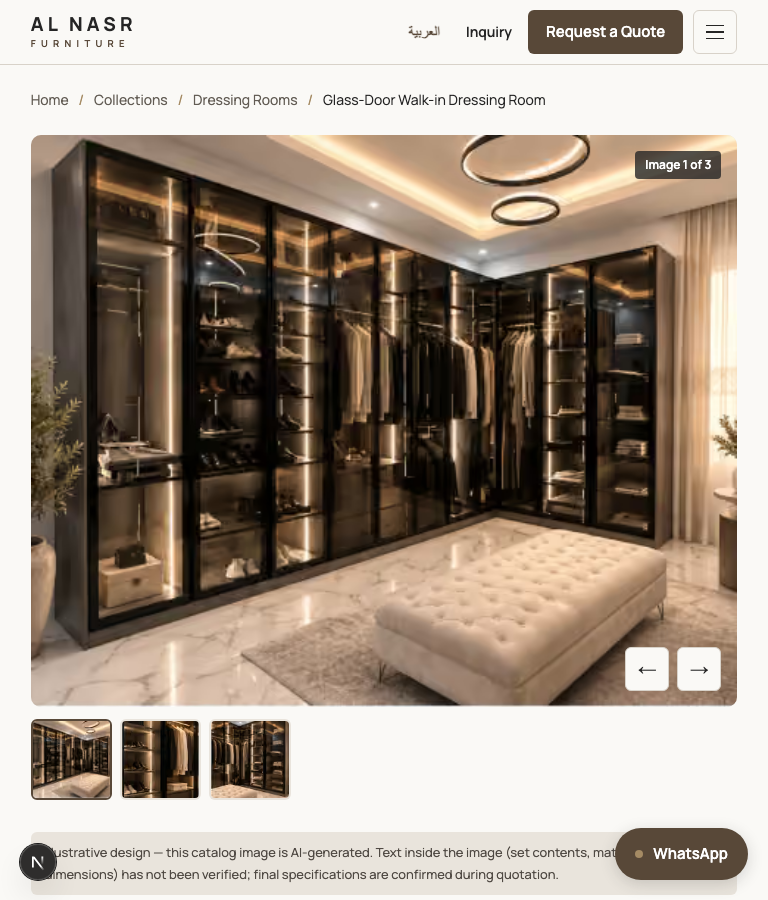 AL NASR
FURNITURE
العربية
Inquiry
Request a Quote
Home / Collections / Dressing Rooms / Glass-Door Walk-in Dressing Room
Image 1 of 3
← →
N
ustrative design — this catalog image is AI-generated. Text inside the image (set contents, mat
imensions) has not been verified; final specifications are confirmed during quotation.
WhatsApp